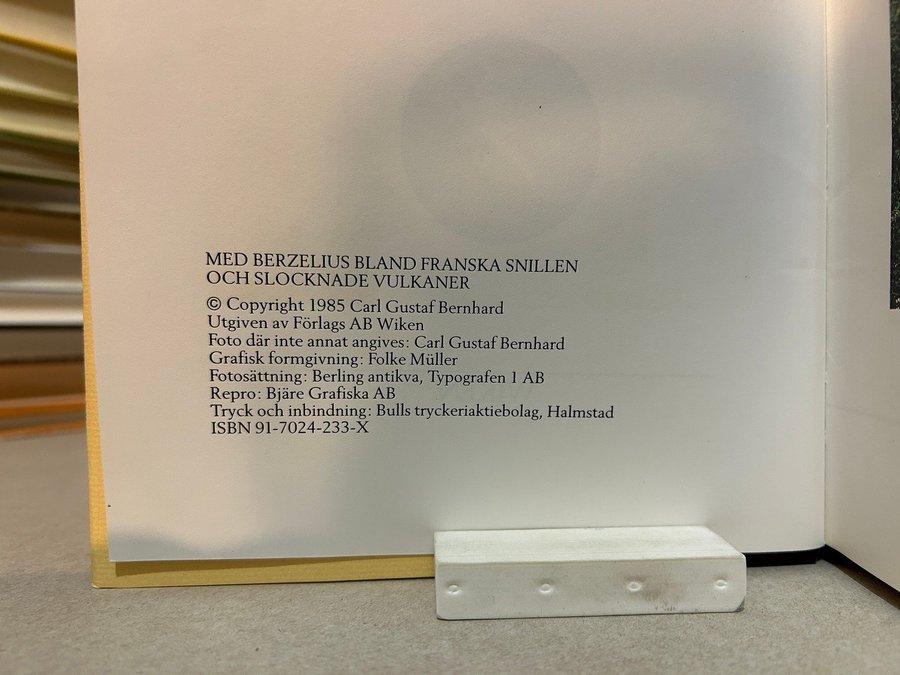 MED BERZELIUS BLAND FRANSKA SNILLEN
OCH SLOCKNADE VULKANER
© Copyright 1985 Carl Gustaf Bernhard
Utgiven av Förlags AB Wiken
Foto där inte annat angives: Carl Gustaf Bernhard
Grafisk formgivning: Folke Müller
Fotosättning: Berling antikva, Typografen 1 AB
Repro: Bjäre Grafiska AB
Tryck och inbindning: Bulls tryckeriaktiebolag, Halmstad
ISBN 91-7024-233-X